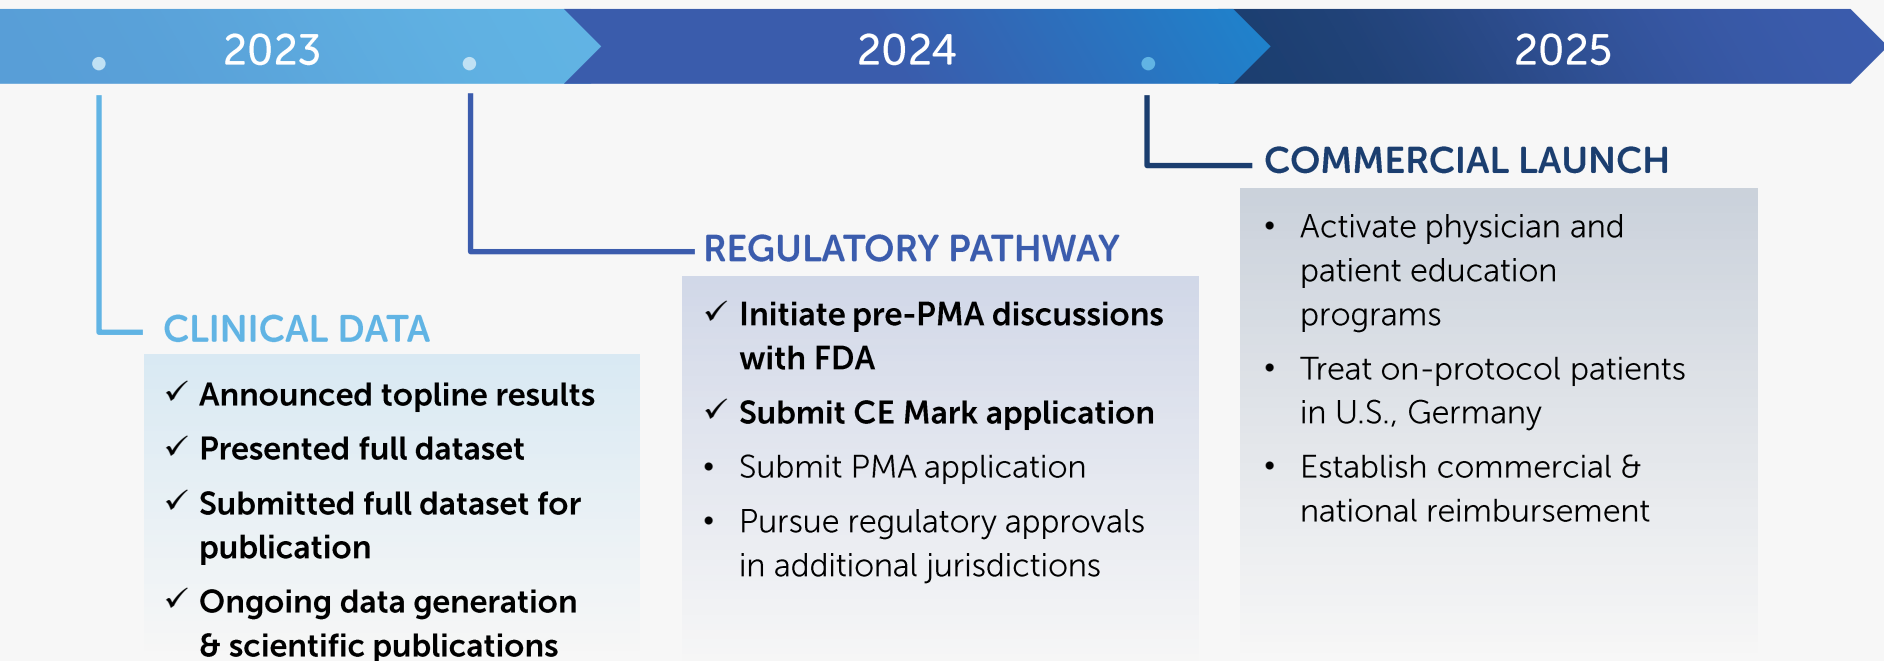 2023
2024
2025
CLINICAL DATA
✓ Announced topline results
✓ Presented full dataset
✓ Submitted full dataset for
publication
✓ Ongoing data generation
& scientific publications
REGULATORY PATHWAY
✓ Initiate pre-PMA discussions
with FDA
✓ Submit CE Mark application
• Submit PMA application
• Pursue regulatory approvals
in additional jurisdictions
COMMERCIAL LAUNCH
• Activate physician and
patient education
programs
• Treat on-protocol patients
in U.S., Germany
• Establish commercial &
national reimbursement